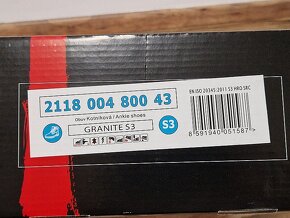 2118 004 800 43
Obuv Kotníková / Ankle shoes
GRANITE S3
S3
EN ISO 20345:2011 S3 HRO SRC
8 591940 051587